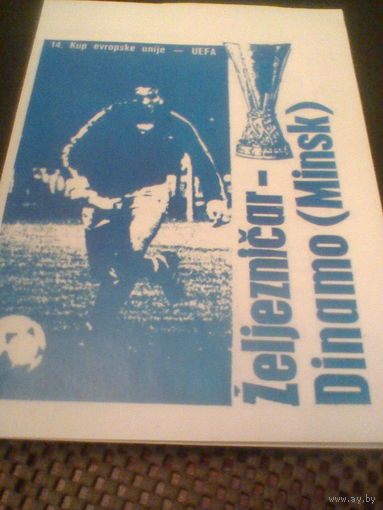 14. Kup evropske unije — UEFA
Željezničar -
Dinamo (Minsk)
www.ay.by